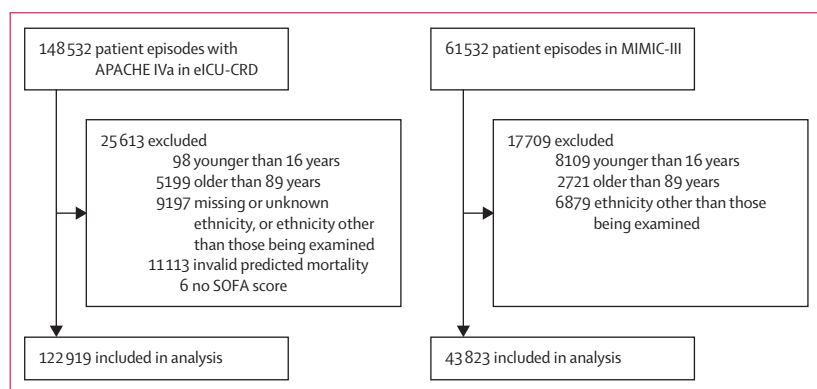 148 532 patient episodes with
APACHE IVa in eICU-CRD
61 532 patient episodes in MIMIC-III
25 613 excluded
98 younger than 16 years
5199 older than 89 years
9197 missing or unknown
ethnicity, or ethnicity other
than those being examined
11 113 invalid predicted mortality
6 no SOFA score
17 709 excluded
8109 younger than 16 years
2721 older than 89 years
6879 ethnicity other than those
being examined
122 919 included in analysis
43 823 included in analysis